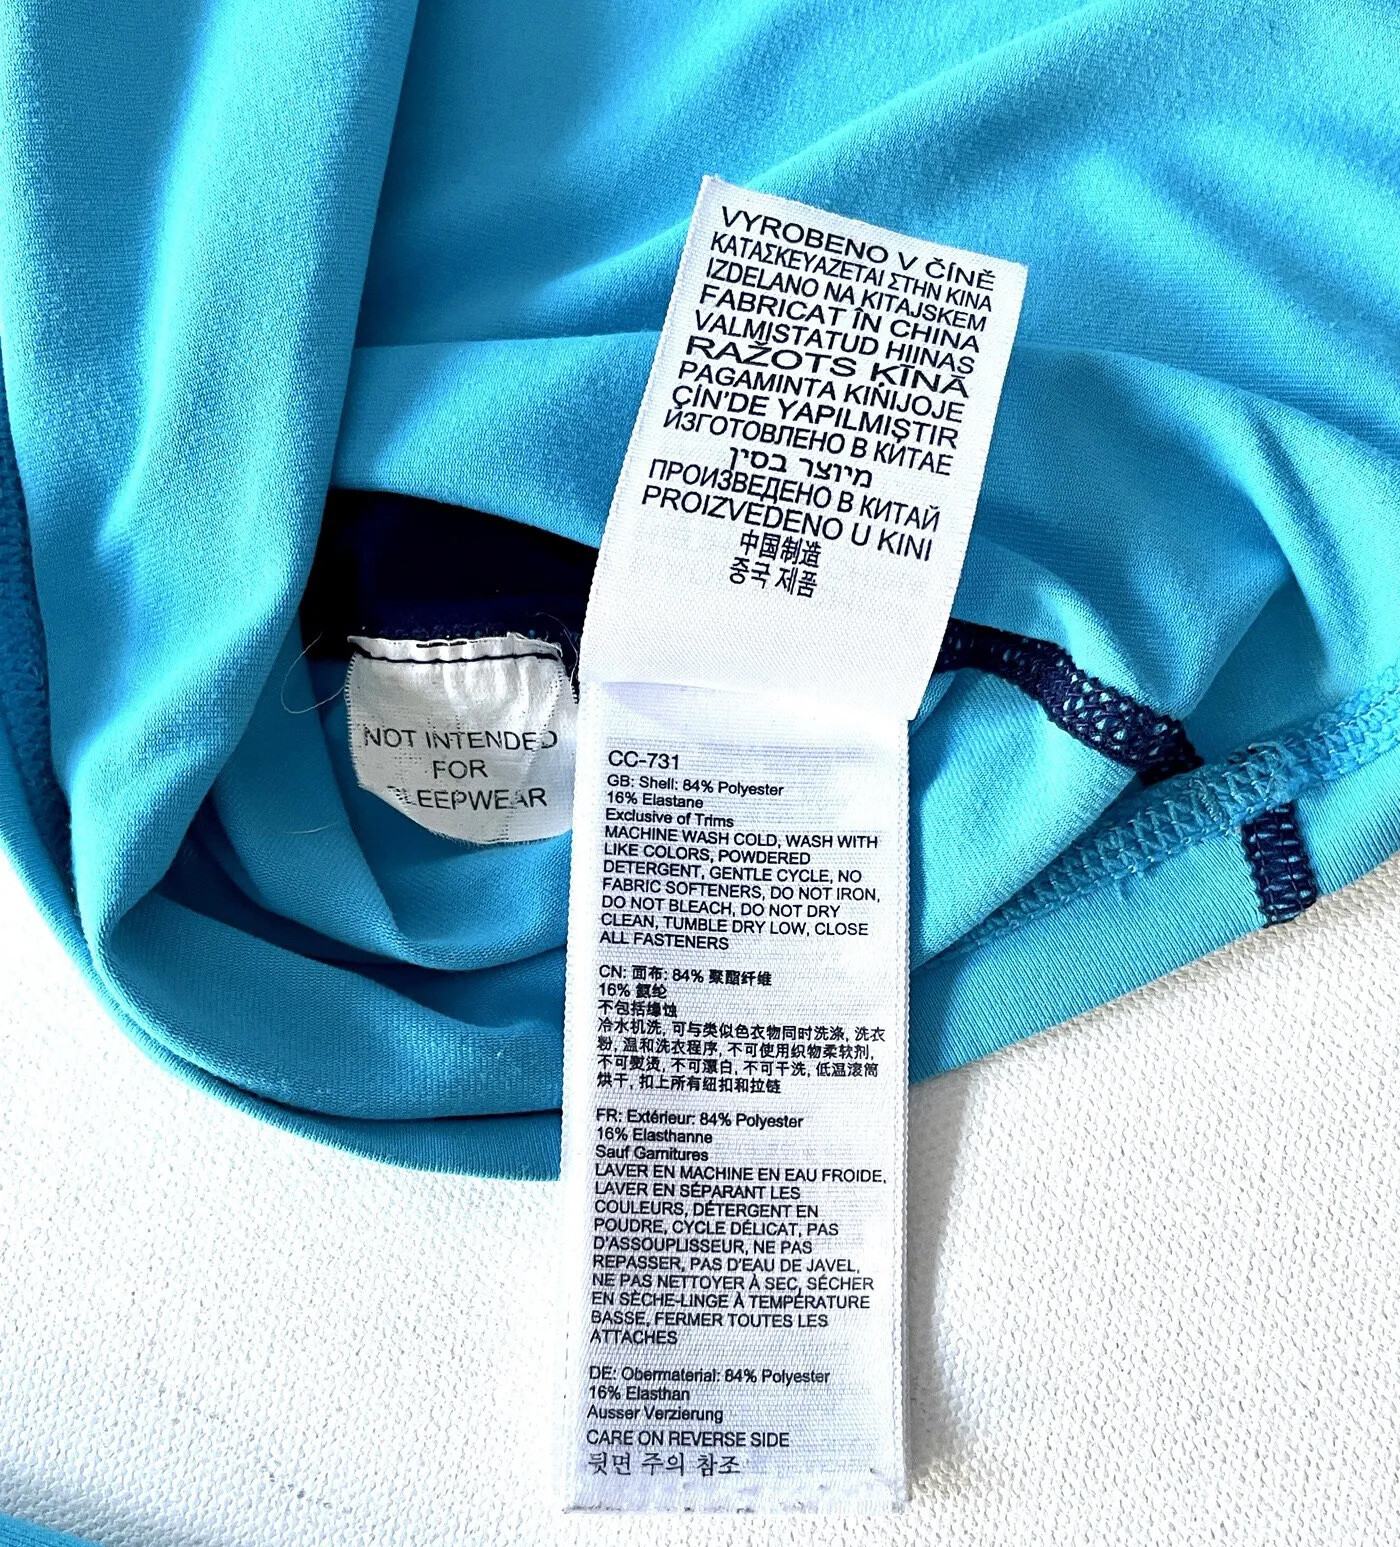 VYROBENO V ČÍNĚ
ΚΑΤΑΣΚΕΥΑΖΕΤΑΙ ΣΤΗΝ ΚΙΝΑ
IZDELANO NA KITAJSKEM
FABRICAT ÎN CHINA
VALMISTATUD HIINAS
RAŽOTS ĶĪNĀ
PAGAMINTA KINIJOJE
ÇİN'DE YAPILMIŞTIR
ИЗГОТОВЛЕНО В КИТАЕ
מיוצר בסין
ПРОИЗВЕДЕНО В КИТАЙ
PROIZVEDENO U KINI
中国制造
중국 제품
NOT INTENDED
FOR
SLEEPWEAR
CC-731
GB: Shell: 84% Polyester
16% Elastane
Exclusive of Trims
MACHINE WASH COLD, WASH WITH
LIKE COLORS, POWDERED
DETERGENT, GENTLE CYCLE, NO
FABRIC SOFTENERS, DO NOT IRON,
DO NOT BLEACH, DO NOT DRY
CLEAN, TUMBLE DRY LOW, CLOSE
ALL FASTENERS
CN: 面布: 84% 聚酯纤维
16% 氨纶
不包括缘蚀
冷水机洗, 可与类似色衣物同时洗涤, 洗衣
粉, 温和洗衣程序, 不可使用织物柔软剂,
不可熨烫, 不可漂白, 不可干洗, 低温滚筒
烘干, 扣上所有纽扣和拉链
FR: Extérieur: 84% Polyester
16% Elasthanne
Sauf Garnitures
LAVER EN MACHINE EN EAU FROIDE,
LAVER EN SÉPARANT LES
COULEURS, DÉTERGENT EN
POUDRE, CYCLE DÉLICAT, PAS
D'ASSOUPLISSEUR, NE PAS
REPASSER, PAS D'EAU DE JAVEL,
NE PAS NETTOYER À SEC, SÉCHER
EN SÈCHE-LINGE À TEMPÉRATURE
BASSE, FERMER TOUTES LES
ATTACHES
DE: Obermaterial: 84% Polyester
16% Elasthan
Ausser Verzierung
CARE ON REVERSE SIDE
뒷면 주의 참조